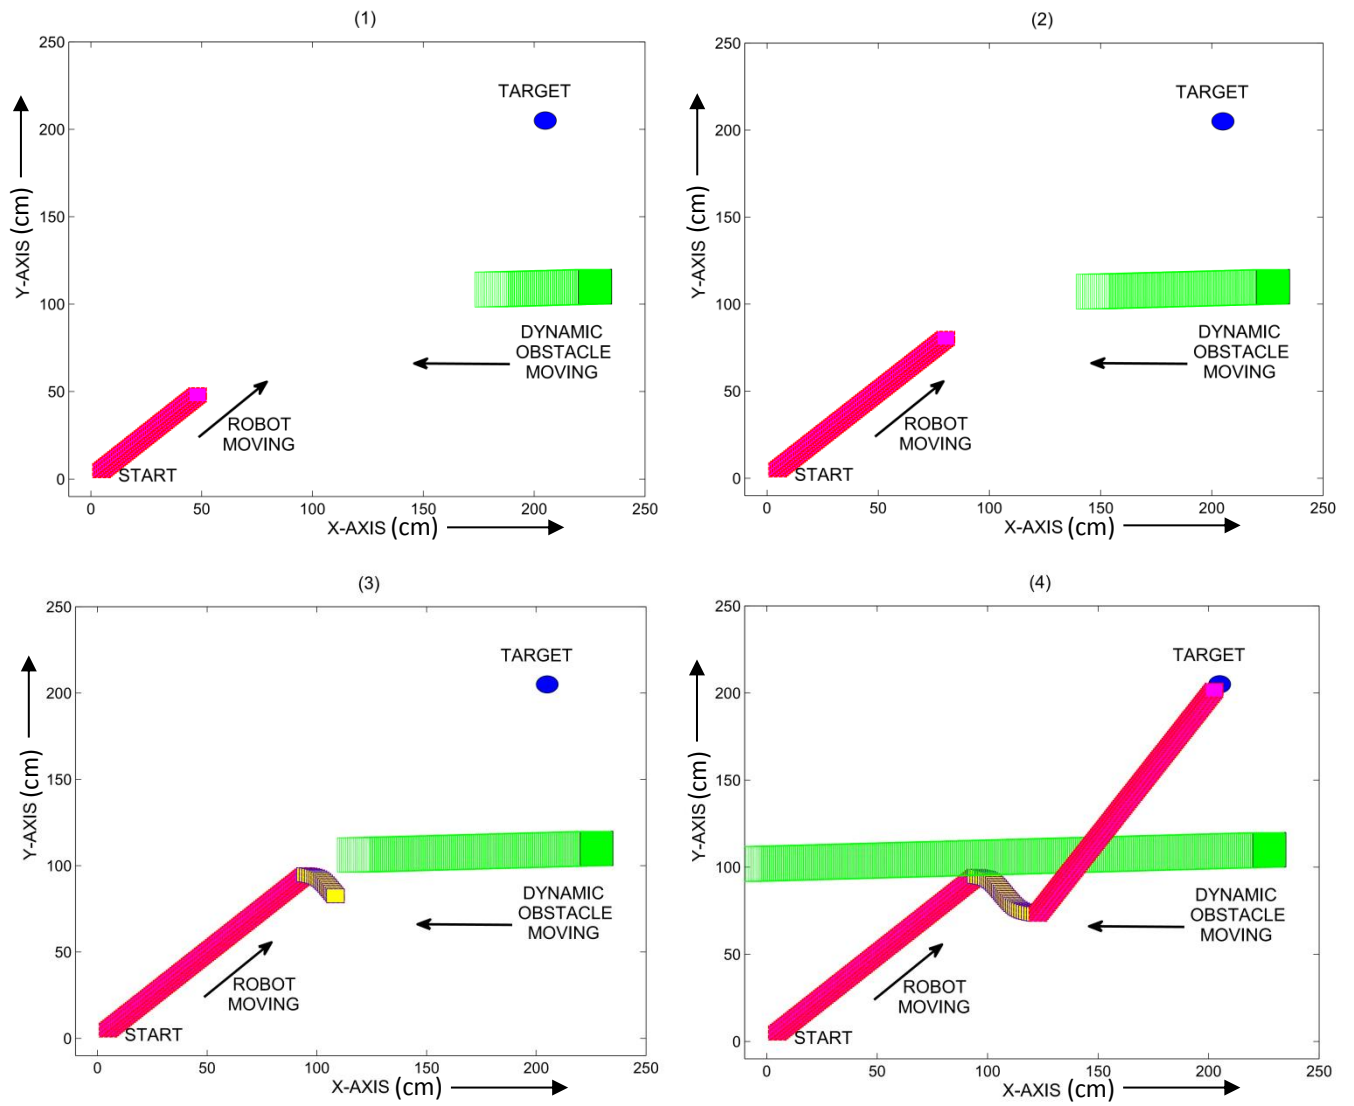 (1)
250
200
150
100
50
0
Y-AXIS (cm)
TARGET
DYNAMIC
OBSTACLE
MOVING
ROBOT
MOVING
START
0 50 100 150 200 250
X-AXIS (cm)
(2)
250
200
150
100
50
0
Y-AXIS (cm)
TARGET
DYNAMIC
OBSTACLE
MOVING
ROBOT
MOVING
START
0 50 100 150 200 250
X-AXIS (cm)
(3)
250
200
150
100
50
0
Y-AXIS (cm)
TARGET
DYNAMIC
OBSTACLE
MOVING
ROBOT
MOVING
START
0 50 100 150 200 250
X-AXIS (cm)
(4)
250
200
150
100
50
0
Y-AXIS (cm)
TARGET
DYNAMIC
OBSTACLE
MOVING
ROBOT
MOVING
START
0 50 100 150 200 250
X-AXIS (cm)